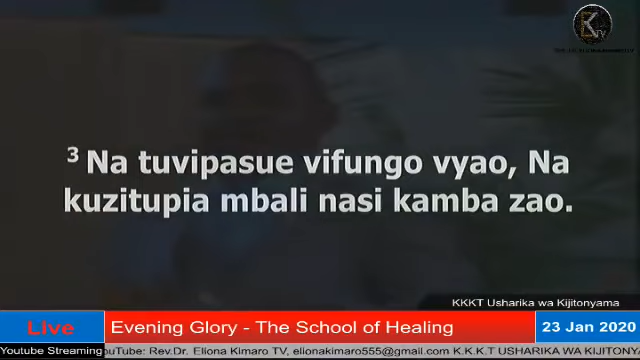 K
TV
3 Na tuvipasue vifungo vyao, Na
kuzitupia mbali nasi kamba zao.
KKKT Usharika wa Kijitonyama
Live
Evening Glory - The School of Healing
23 Jan 2020
Youtube Streaming
ouTube: Rev.Dr. Eliona Kimaro TV, elionakimaro555@gmail.com K.K.K.T USHARIKA WA KIJITONY